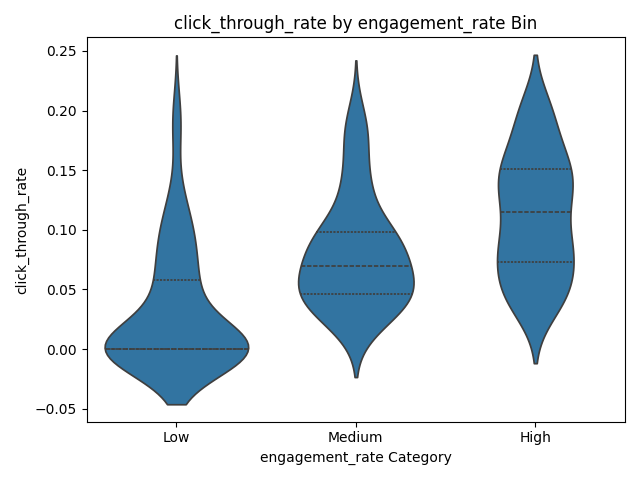 click_through_rate by engagement_rate Bin
0.25
0.20
0.15
0.10
0.05
0.00
−0.05
click_through_rate
Low
Medium
High
engagement_rate Category